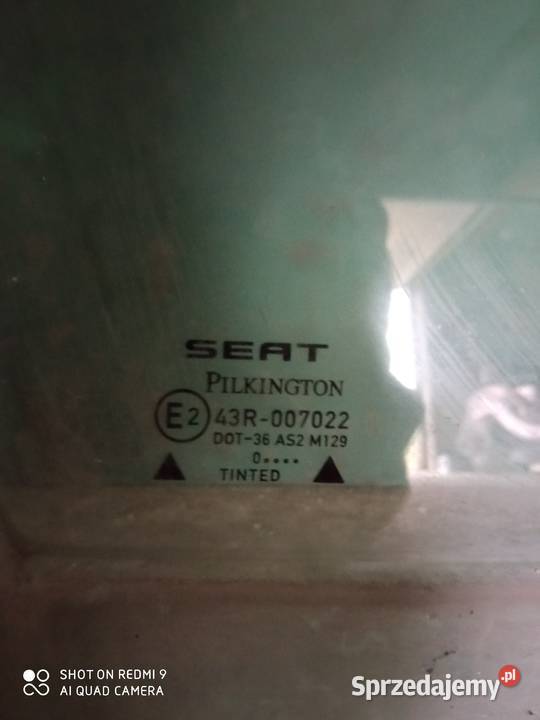 SEAT
PILKINGTON
E2 43R-007022
DOT-36 AS2 M129
0••••
TINTED
SHOT ON REDMI 9
AI QUAD CAMERA
Sprzedajemy.pl